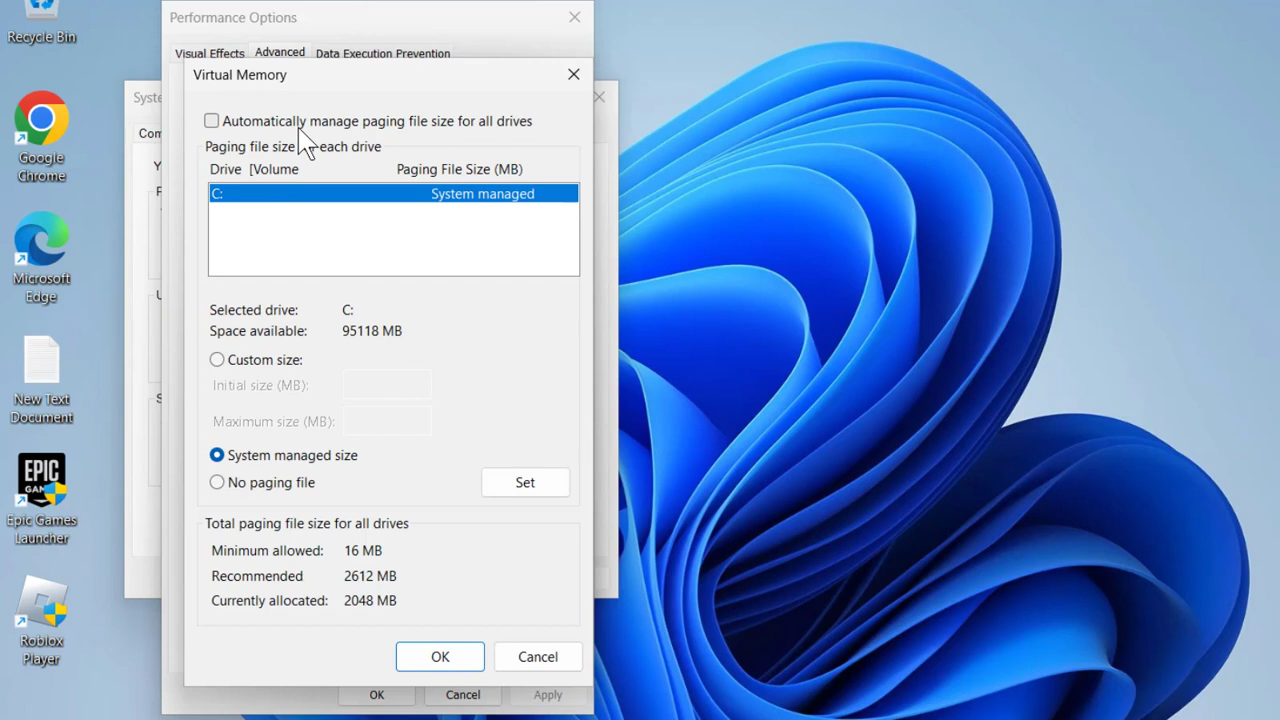 Recycle Bin
Google
Chrome
Microsoft
Edge
New Text
Document
EPIC
Epic Games
Launcher
Roblox
Player
Performance Options
Visual Effects Advanced Data Execution Prevention
Syste
Com
Virtual Memory
Automatically manage paging file size for all drives
Paging file size each drive
Drive [Volume Paging File Size (MB)
C: System managed
Selected drive: C:
Space available: 95118 MB
Custom size:
Initial size (MB):
Maximum size (MB):
System managed size
No paging file Set
Total paging file size for all drives
Minimum allowed: 16 MB
Recommended 2612 MB
Currently allocated: 2048 MB
OK Cancel
OK Cancel Apply